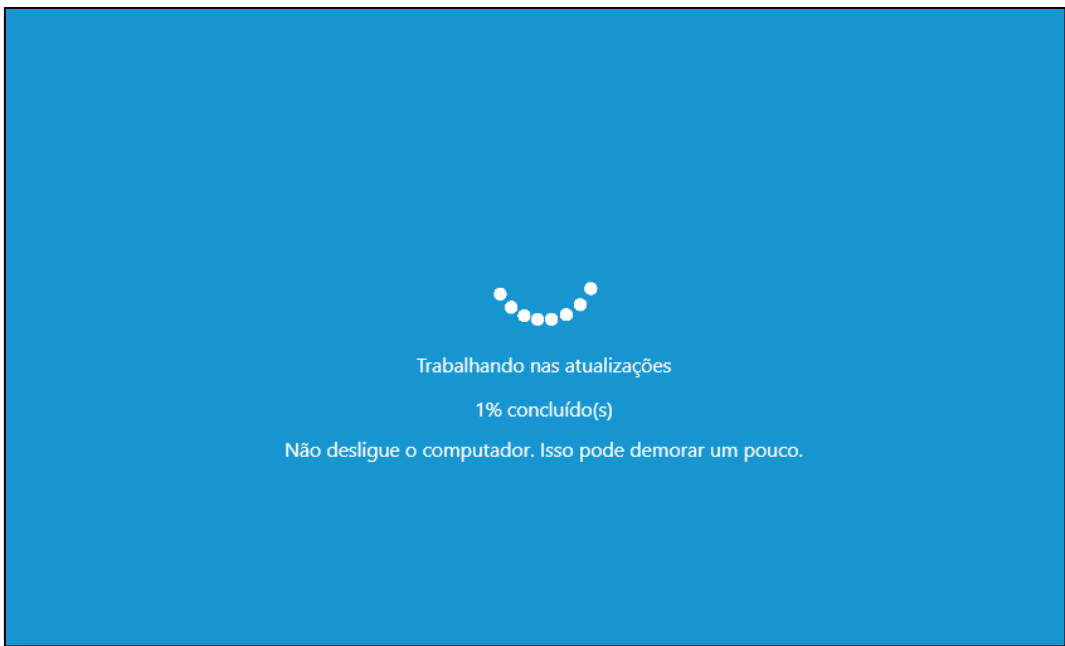 Trabalhando nas atualizações
1% concluído(s)
Não desligue o computador. Isso pode demorar um pouco.